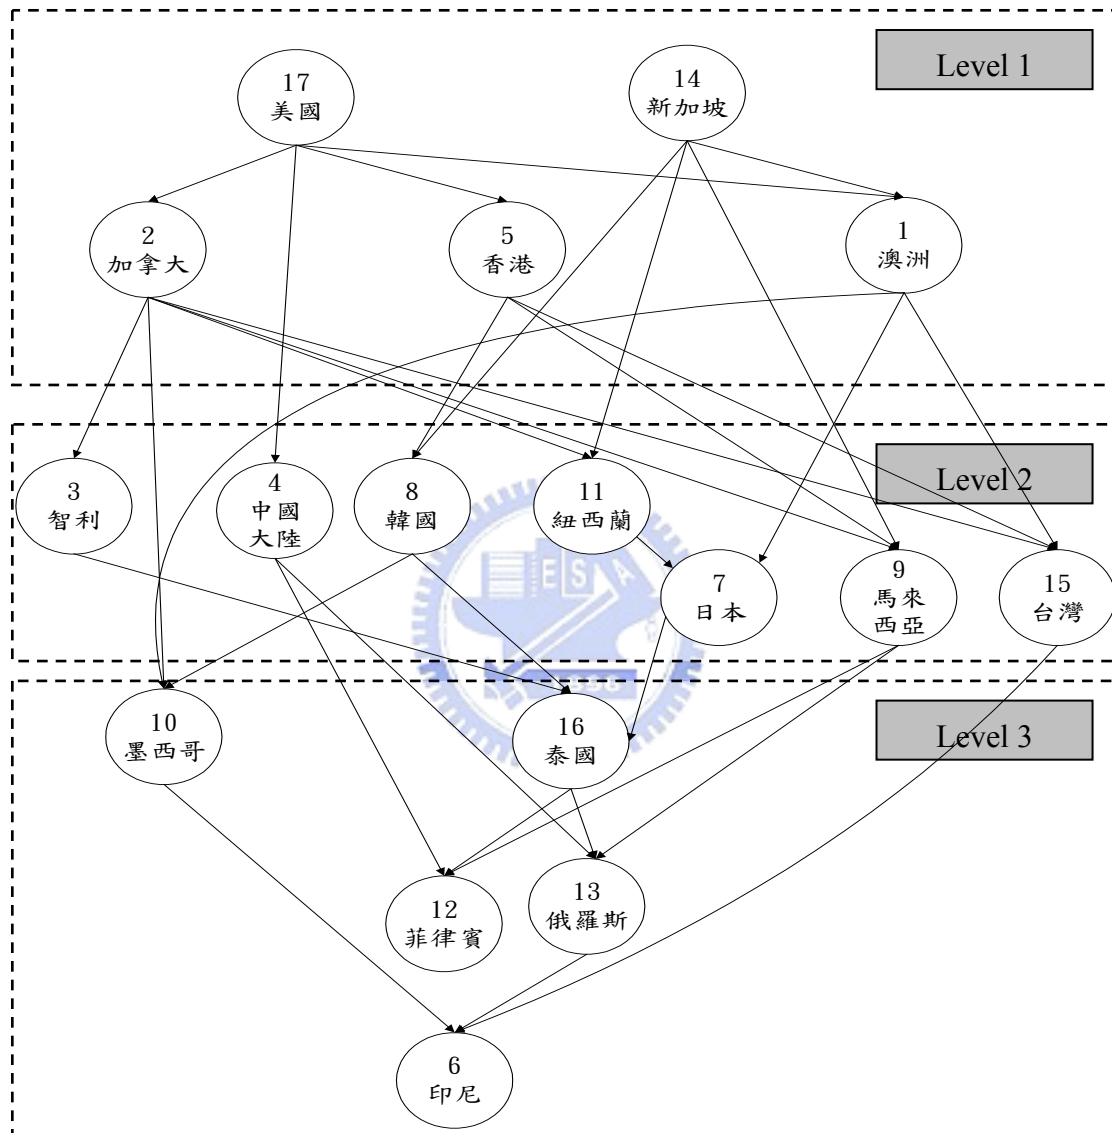 Level 1
17
美國
14
新加坡
2
加拿大
5
香港
1
澳洲
Level 2
3
智利
4
中國
大陸
8
韓國
11
紐西蘭
7
日本
9
馬來
西亞
15
台灣
ESA
Level 3
10
墨西哥
16
泰國
12
菲律賓
13
俄羅斯
6
印尼